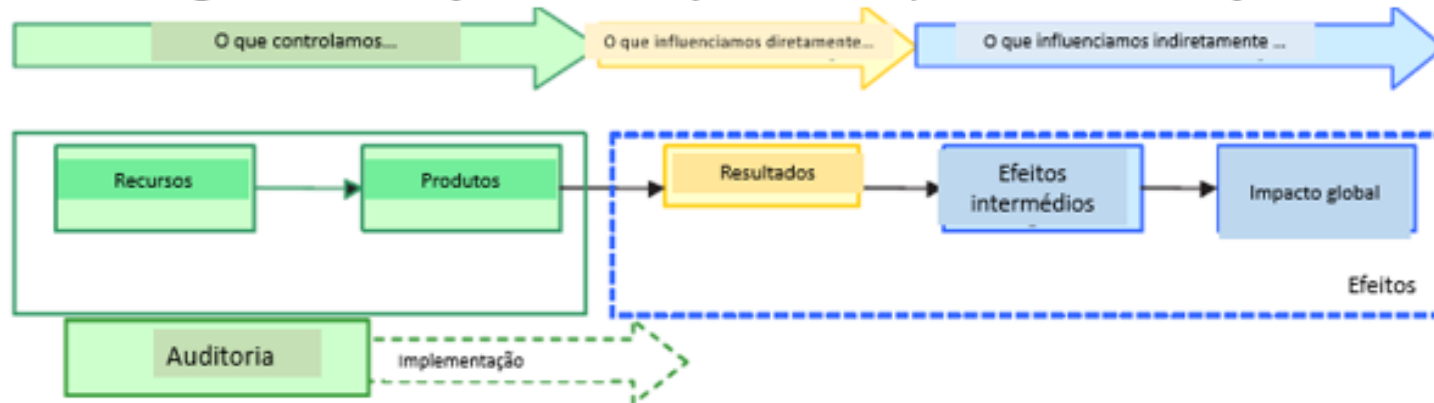 O que controlamos...
O que influenciamos diretamente...
O que influenciamos indiretamente ...
Recursos
Produtos
Resultados
Efeitos
intermédios
Impacto global
Efeitos
Auditoria
Implementação